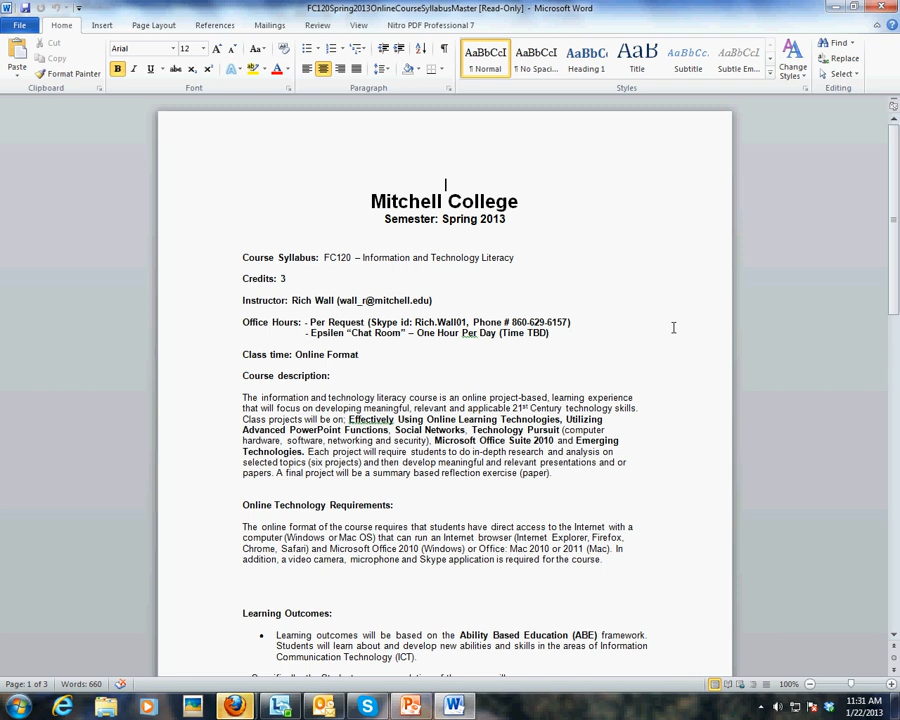 FC120Spring2013OnlineCourseSyllabusMaster [Read-Only] - Microsoft Word
File Home Insert Page Layout References Mailings Review View Nitro PDF Professional 7
Paste
Cut
Copy
Format Painter
Clipboard
Arial 12
Font
Paragraph
AaBbCcI AaBbCcI AaBbC AaB AaBbCc. AaBbCcI
¶ Normal ¶ No Spaci... Heading 1 Title Subtitle Subtle Em...
Change Styles
Styles
Find
Replace
Select
Editing
Mitchell College
Semester: Spring 2013
Course Syllabus: FC120 – Information and Technology Literacy
Credits: 3
Instructor: Rich Wall (wall_r@mitchell.edu)
Office Hours: - Per Request (Skype id: Rich.Wall01, Phone # 860-629-6157)
- Epsilen “Chat Room” – One Hour Per Day (Time TBD)
Class time: Online Format
Course description:
The information and technology literacy course is an online project-based, learning experience
that will focus on developing meaningful, relevant and applicable 21st Century technology skills.
Class projects will be on; Effectively Using Online Learning Technologies, Utilizing
Advanced PowerPoint Functions, Social Networks, Technology Pursuit (computer
hardware, software, networking and security), Microsoft Office Suite 2010 and Emerging
Technologies. Each project will require students to do in-depth research and analysis on
selected topics (six projects) and then develop meaningful and relevant presentations and or
papers. A final project will be a summary based reflection exercise (paper).
Online Technology Requirements:
The online format of the course requires that students have direct access to the Internet with a
computer (Windows or Mac OS) that can run an Internet browser (Internet Explorer, Firefox,
Chrome, Safari) and Microsoft Office 2010 (Windows) or Office: Mac 2010 or 2011 (Mac). In
addition, a video camera, microphone and Skype application is required for the course.
Learning Outcomes:
• Learning outcomes will be based on the Ability Based Education (ABE) framework.
Students will learn about and develop new abilities and skills in the areas of Information
Communication Technology (ICT).
Page: 1 of 3 Words: 660 100%
11:31 AM
1/22/2013